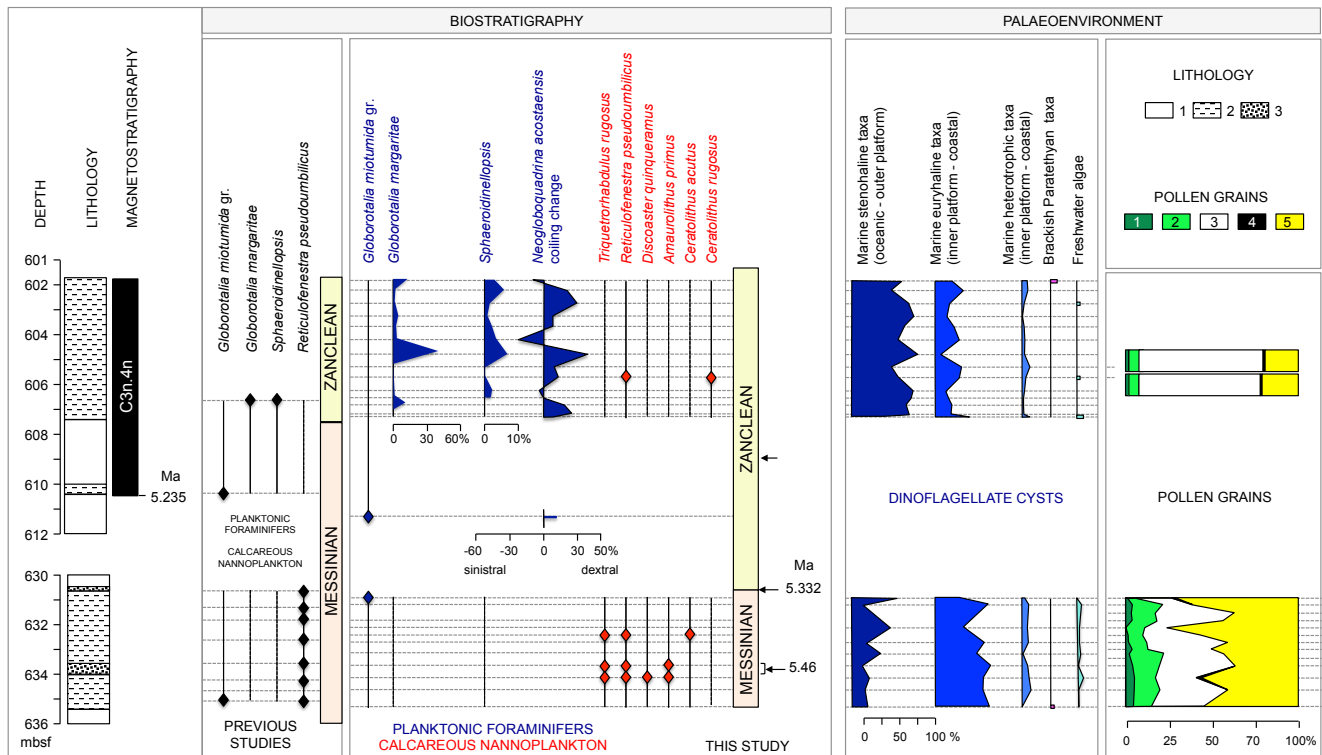 BIOSTRATIGRAPHY
PALAEOENVIRONMENT
DEPTH
LITHOLOGY
MAGNETOSTRATIGRAPHY
Globorotalia miotumida gr.
Globorotalia margaritae
Sphaeroidinellopsis
Reticulofenestra pseudoumbilicus
Globorotalia miotumida gr.
Globorotalia margaritae
Sphaeroidinellopsis
Neogloboquadrina acostaensis
coiling change
Triquetrorhabdulus rugosus
Reticulofenestra pseudoumbilicus
Discoaster quinqueramus
Amaurolithus primus
Ceratolithus acutus
Ceratolithus rugosus
Marine stenohaline taxa
(oceanic - outer platform)
Marine euryhaline taxa
(inner platform - coastal)
Marine heterotrophic taxa
(inner platform - coastal)
Brackish Paratethyan taxa
Freshwater algae
LITHOLOGY
1 2 3
POLLEN GRAINS
1 2 3 4 5
601
602
604
606
608
610
612
630
632
634
636
mbsf
C3n.4n
Ma
5.235
ZANCLEAN
MESSINIAN
PLANKTONIC
FORAMINIFERS
CALCAREOUS
NANNOPLANKTON
PREVIOUS
STUDIES
0 30 60%
0 10%
-60 -30 0 30 50%
sinistral dextral
ZANCLEAN
MESSINIAN
Ma
5.332
5.46
PLANKTONIC FORAMINIFERS
CALCAREOUS NANNOPLANKTON
THIS STUDY
DINOFLAGELLATE CYSTS
0 50 100 %
POLLEN GRAINS
0 20 30 50 70 100%